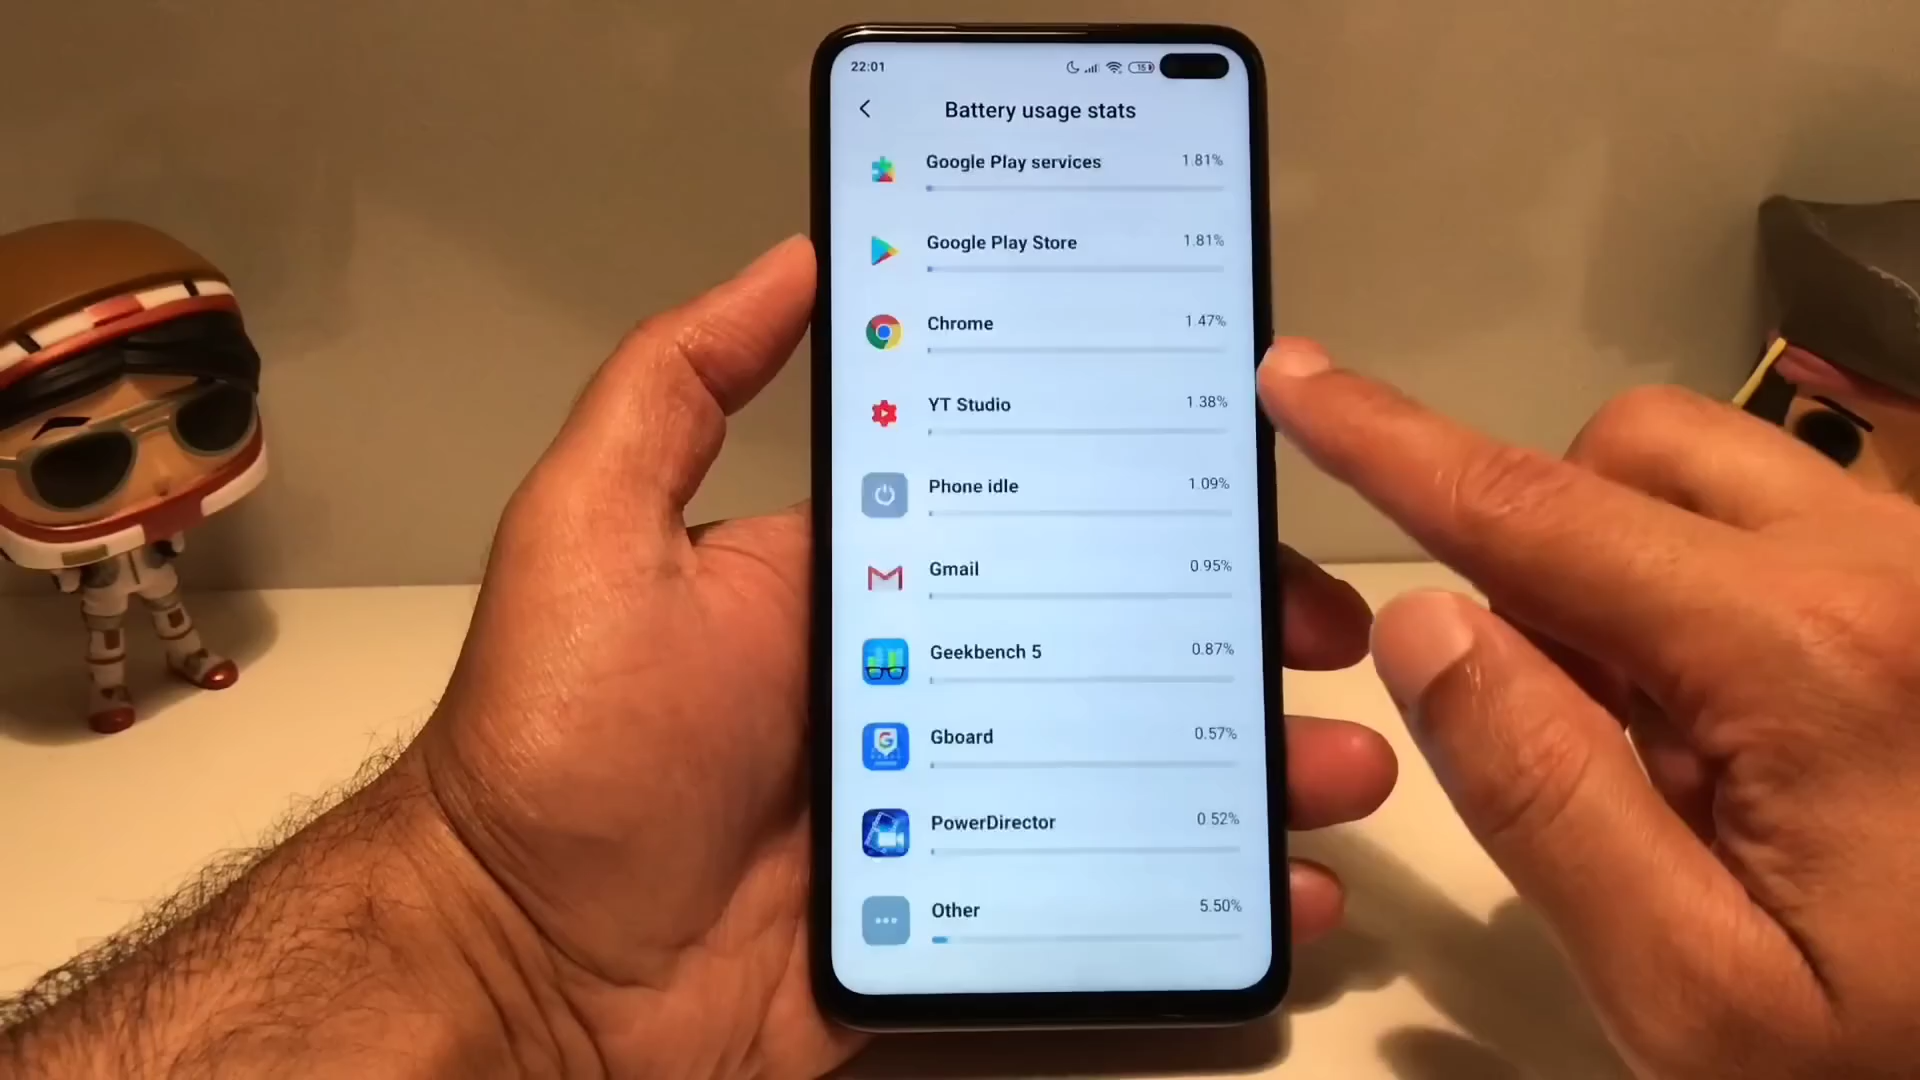 22:01
15
Battery usage stats
Google Play services 1.81%
Google Play Store 1.81%
Chrome 1.47%
YT Studio 1.38%
Phone idle 1.09%
Gmail 0.95%
Geekbench 5 0.87%
Gboard 0.57%
PowerDirector 0.52%
Other 5.50%